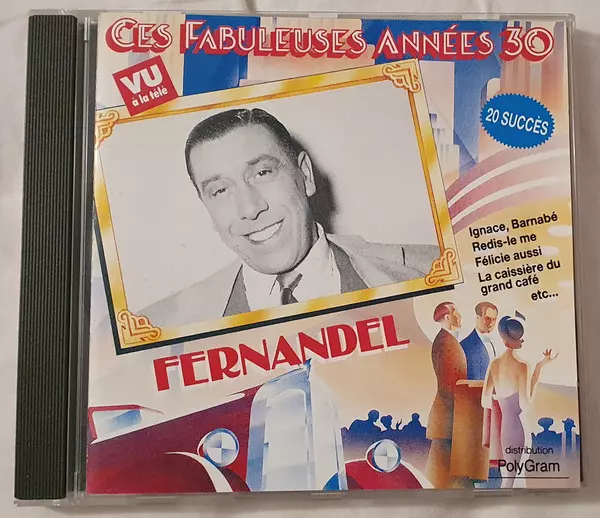 CES FABULEUSES ANNÉES 30
VU
à la télé
20 SUCCÈS
Ignace, Barnabé
Redis-le me
Félicie aussi
La caissière du
grand café
etc...
FERNANDEL
distribution
PolyGram